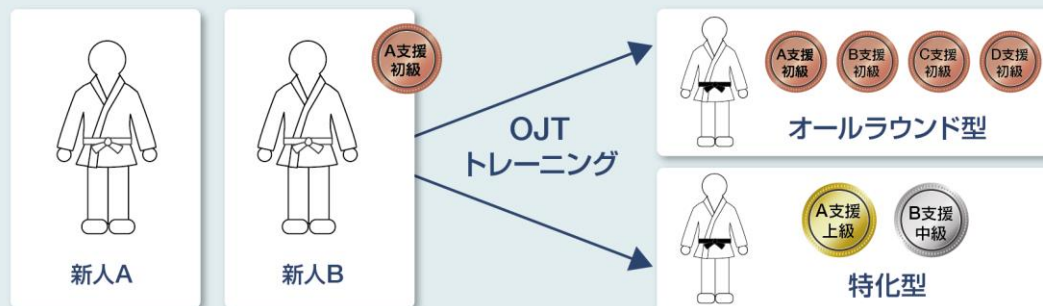 新人A
A支援
初級
新人B
OJT
トレーニング
A支援
初級
B支援
初級
C支援
初級
D支援
初級
オールラウンド型
A支援
上級
B支援
中級
特化型